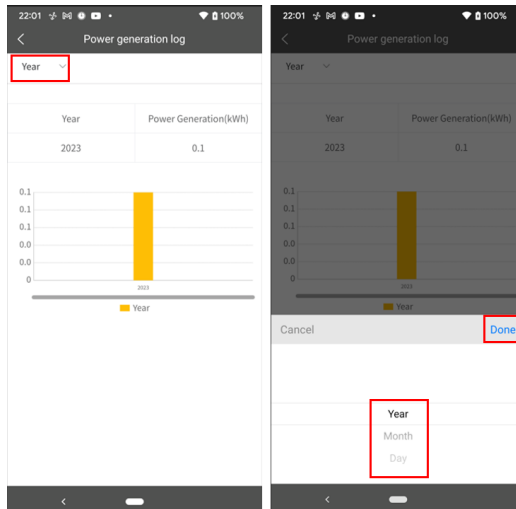 22:01 100%
Power generation log
Year
Year Power Generation(kWh)
2023 0.1
0.1
0.1
0.1
0.0
0.0
0
2023
Year
22:01 100%
Power generation log
Year
Year Power Generation(kWh)
2023 0.1
0.1
0.1
0.1
0.0
0.0
0
2023
Year
Cancel Done
Year
Month
Day